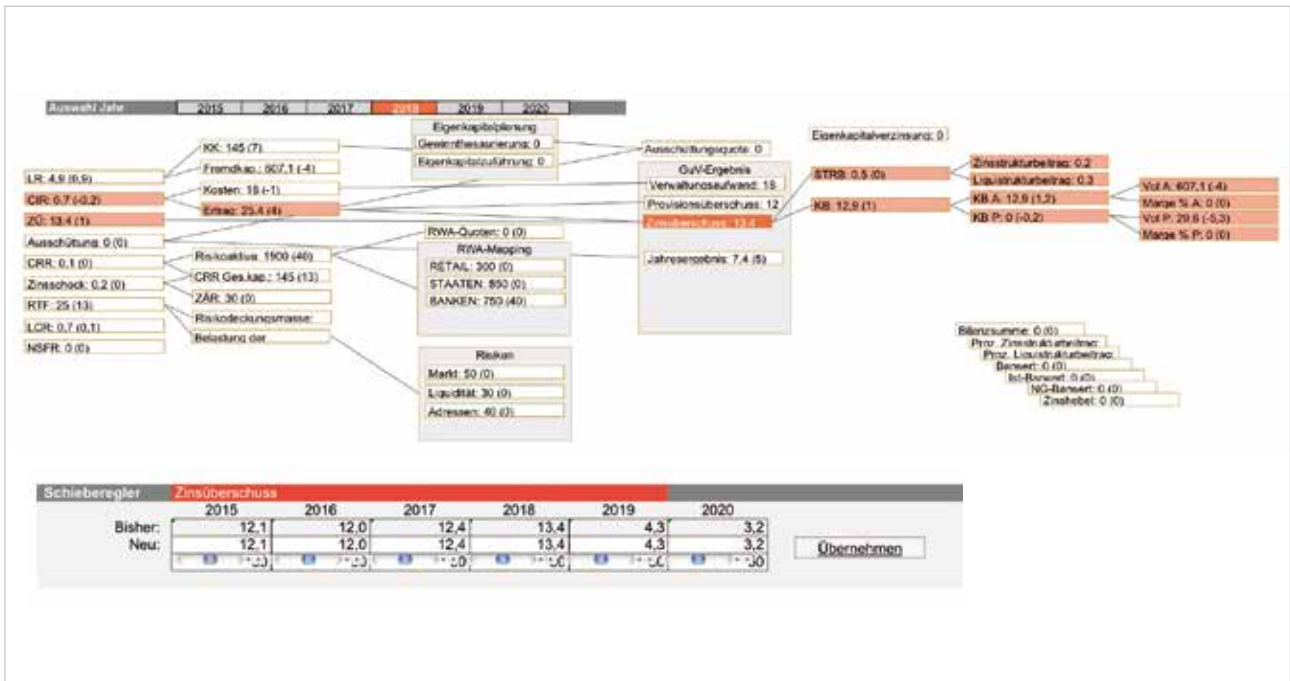 Auswahl Jahr 2015 2016 2017 2018 2019 2020
LR: 4,9 (0,9)
CIR: 0,7 (-0,2)
ZÜ: 13,4 (1)
Ausschüttung: 0 (0)
CRR: 0,1 (0)
Zinsschock: 0,2 (0)
RTF: 25 (13)
LCR: 0,7 (0,1)
NSFR: 0 (0)
KK: 145 (7)
Fremdkap.: 607,1 (-4)
Kosten: 18 (-1)
Ertrag: 25,4 (4)
Risikoaktiva: 1900 (40)
CRR Ges.kap.: 145 (13)
ZÄR: 30 (0)
Risikodeckungsmasse:
Belastung der
Eigenkapitalplanung
Gewinnthesaurierung: 0
Eigenkapitalzuführung: 0
RWA-Quoten: 0 (0)
RWA-Mapping
RETAIL: 300 (0)
STAATEN: 850 (0)
BANKEN: 750 (40)
Risiken
Markt: 50 (0)
Liquidität: 30 (0)
Adressen: 40 (0)
Ausschüttungsquote: 0
GuV-Ergebnis
Verwaltungsaufwand: 18
Provisionsüberschuss: 12
Zinsüberschuss: 13,4
Jahresergebnis: 7,4 (5)
Eigenkapitalverzinsung: 0
STRB: 0,5 (0)
KB: 12,9 (1)
Zinsstrukturbeitrag: 0,2
Liquistrukturbeitrag: 0,3
KB A: 12,9 (1,2)
KB P: 0 (-0,2)
Vol A: 607,1 (-4)
Marge % A: 0 (0)
Vol P: 29,6 (-5,3)
Marge % P: 0 (0)
Bilanzsumme: 0 (0)
Proz. Zinsstrukturbeitrag:
Proz. Liquistrukturbeitrag:
Barwert: 0 (0)
Ist-Barwert: 0 (0)
NG-Barwert: 0 (0)
Zinshebel: 0 (0)
Schieberegler Zinsüberschuss
2015 2016 2017 2018 2019 2020
Bisher: 12,1 12,0 12,4 13,4 4,3 3,2
Neu: 12,1 12,0 12,4 13,4 4,3 3,2
Übernehmen